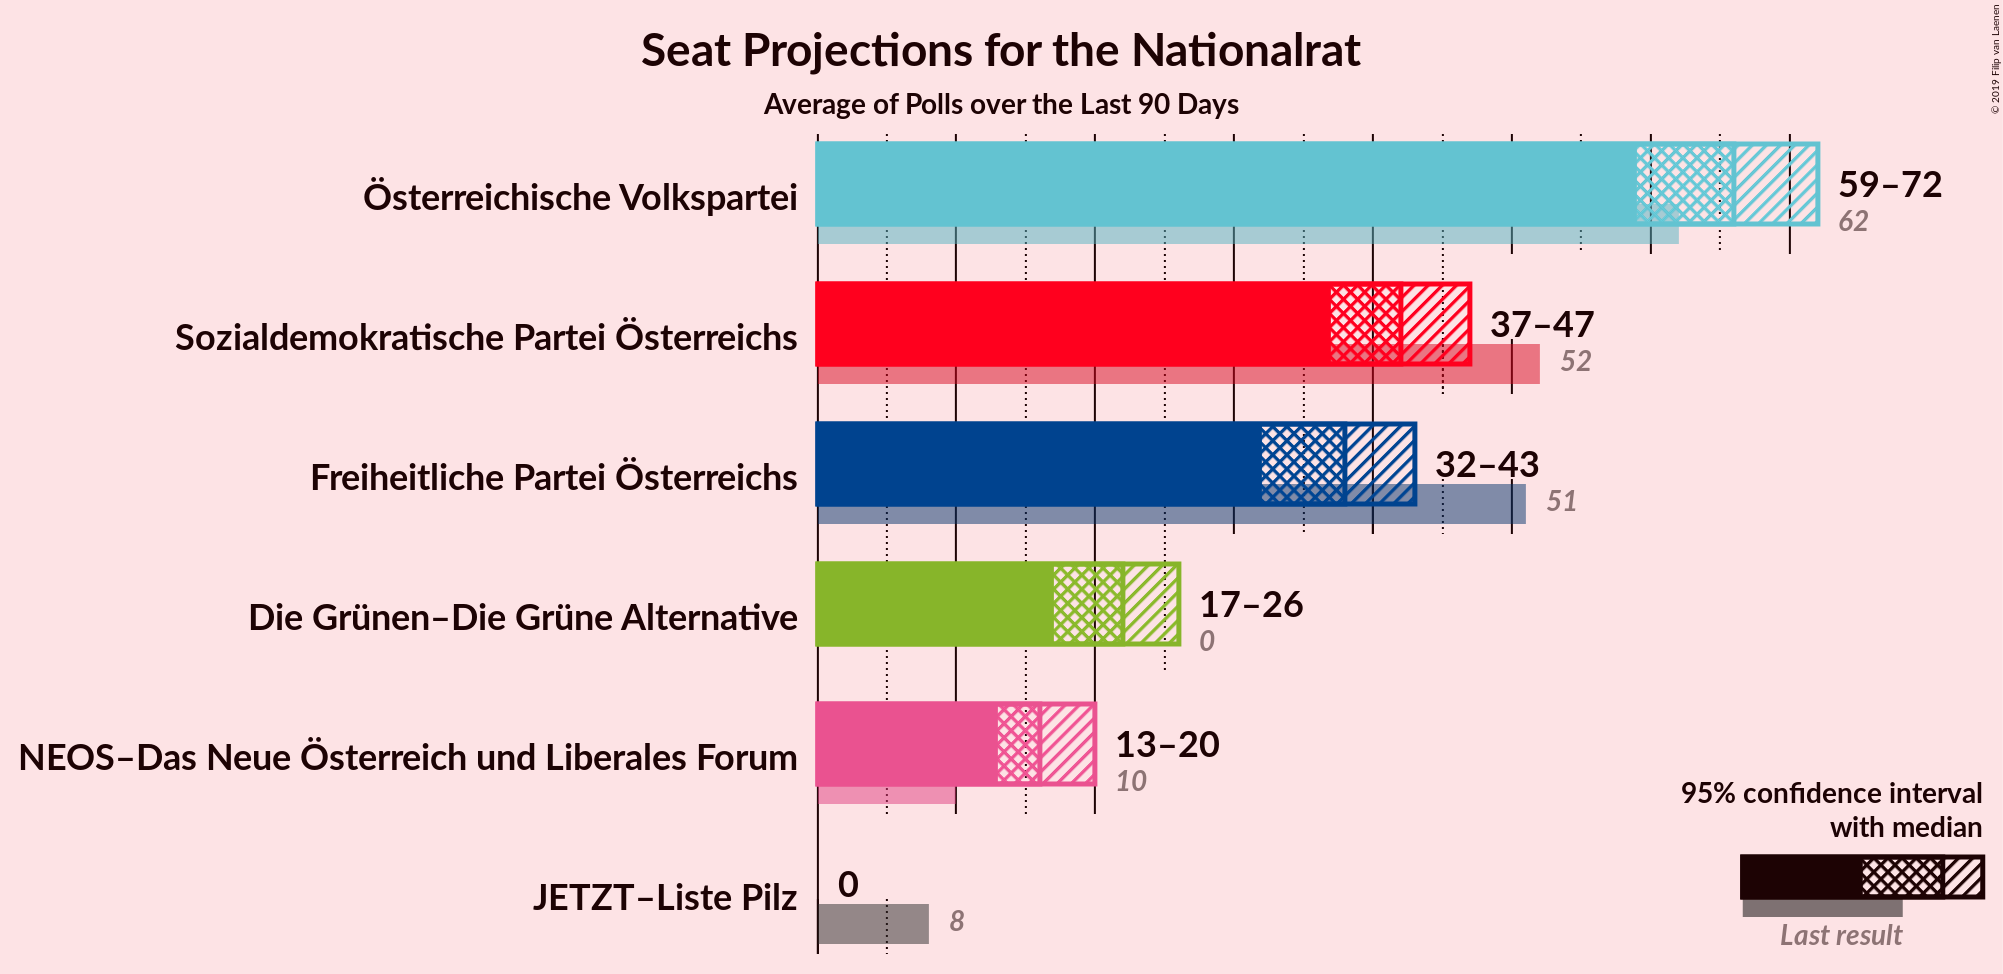 Seat Projections for the Nationalrat
Average of Polls over the Last 90 Days
© 2019 Filip van Laenen
Österreichische Volkspartei
59–72
62
Sozialdemokratische Partei Österreichs
37–47
52
Freiheitliche Partei Österreichs
32–43
51
Die Grünen–Die Grüne Alternative
17–26
0
NEOS–Das Neue Österreich und Liberales Forum
13–20
10
JETZT–Liste Pilz
0
8
95% confidence interval
with median
Last result